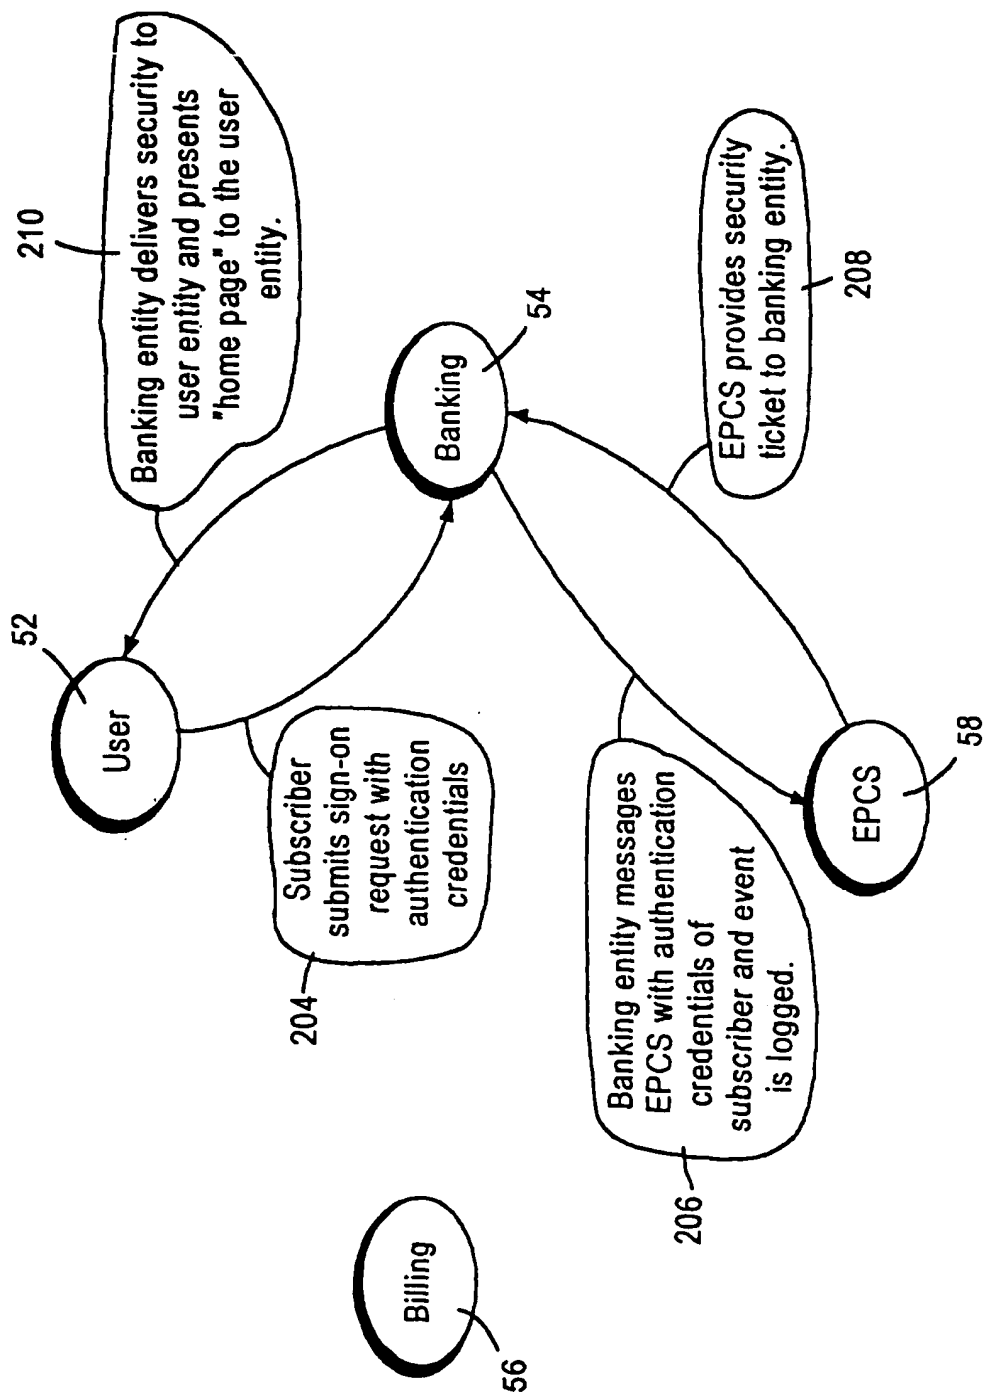 210
Banking entity delivers security to
user entity and presents
"home page" to the user
entity.
52
User
54
Banking
204
Subscriber
submits sign-on
request with
authentication
credentials
EPCS provides security
ticket to banking entity.
208
Billing
56
206
Banking entity messages
EPCS with authentication
credentials of
subscriber and event
is logged.
EPCS
58